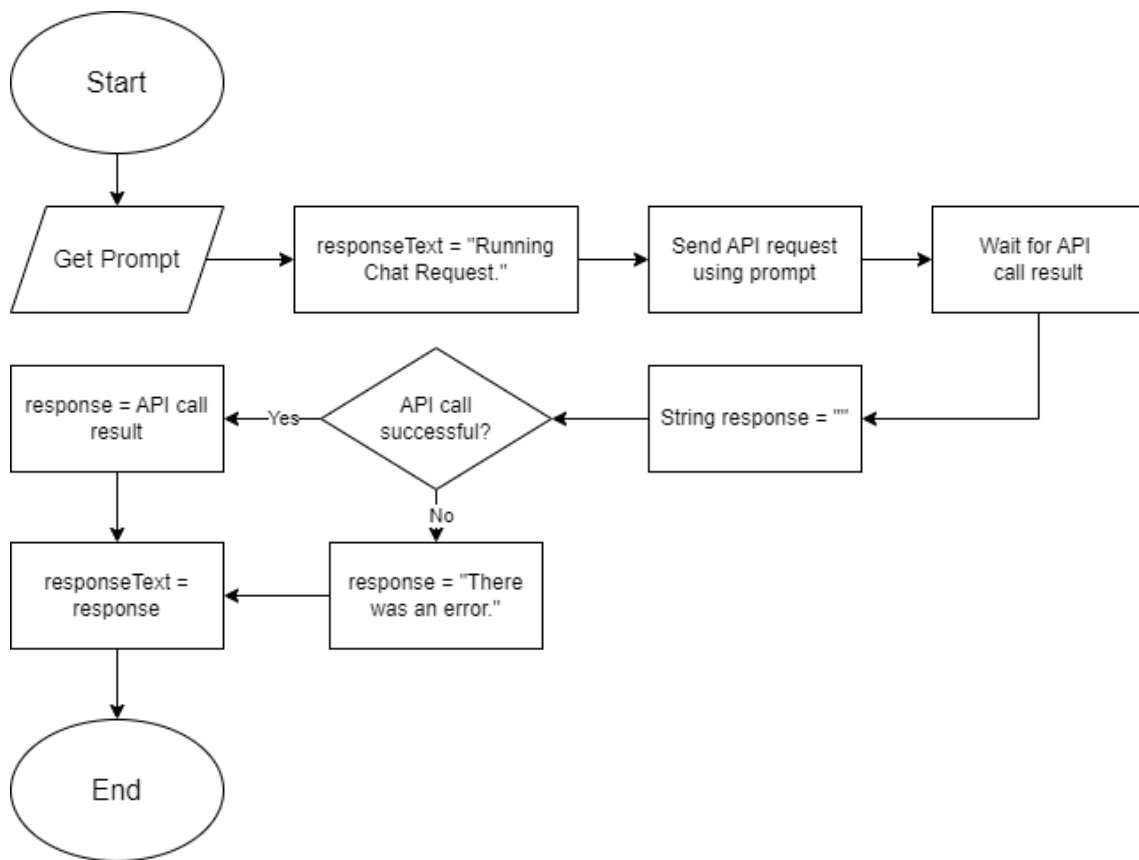 Start
Get Prompt
responseText = "Running
Chat Request."
Send API request
using prompt
Wait for API
call result
String response = ""
API call
successful?
Yes
response = API call
result
No
response = "There
was an error."
responseText =
response
End